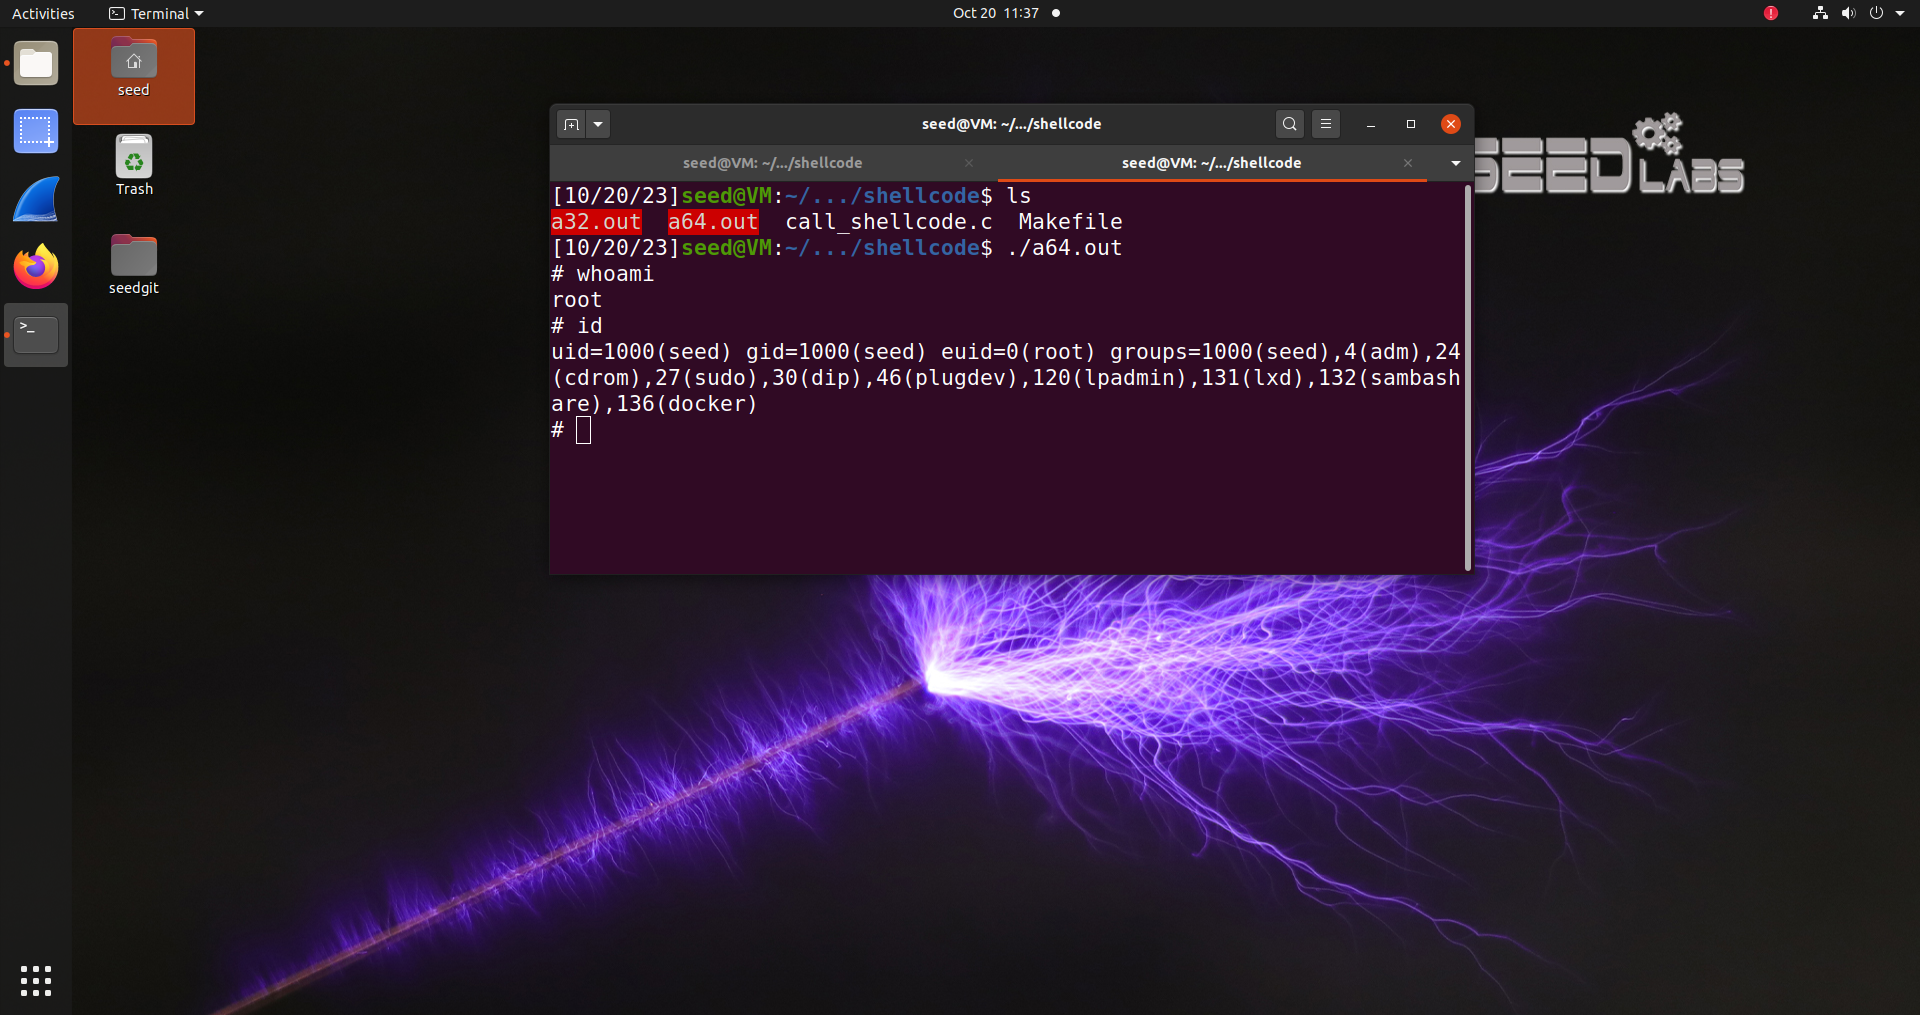 Activities
Terminal
Oct 20 11:37
seed
Trash
seedgit
seed@VM: ~/.../shellcode
seed@VM: ~/.../shellcode
seed@VM: ~/.../shellcode
[10/20/23]seed@VM:~/.../shellcode$ ls
a32.out a64.out call_shellcode.c Makefile
[10/20/23]seed@VM:~/.../shellcode$ ./a64.out
# whoami
root
# id
uid=1000(seed) gid=1000(seed) euid=0(root) groups=1000(seed),4(adm),24
(cdrom),27(sudo),30(dip),46(plugdev),120(lpadmin),131(lxd),132(sambash
are),136(docker)
#
SEED LABS